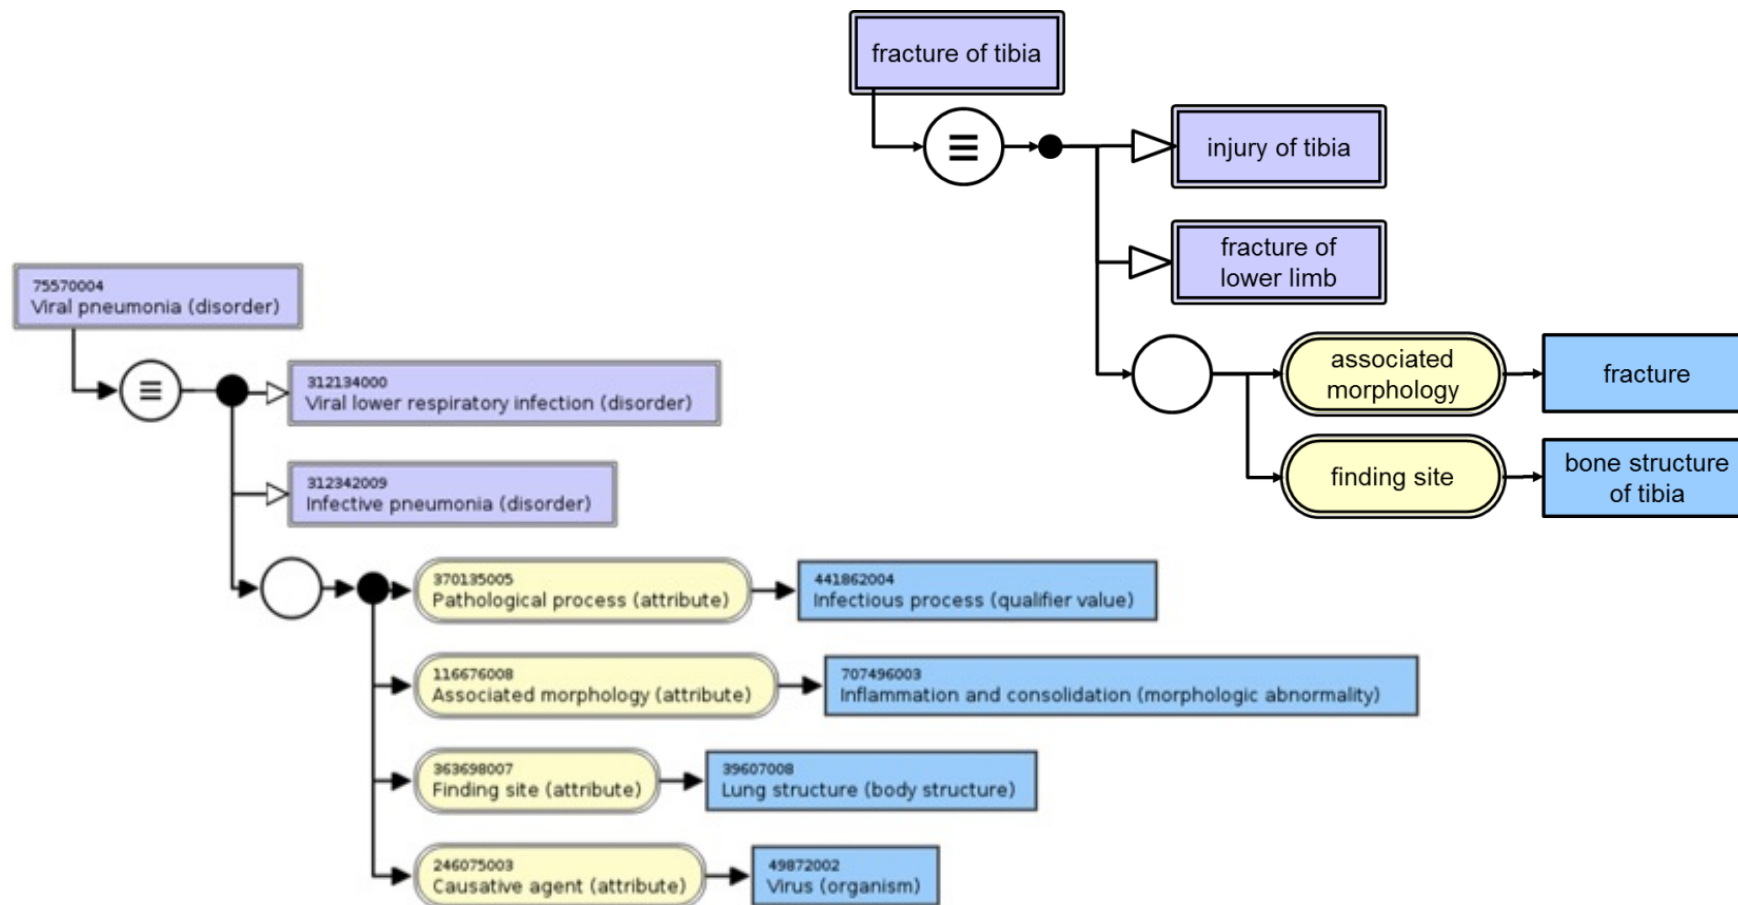 fracture of tibia
injury of tibia
fracture of
lower limb
associated
morphology
fracture
finding site
bone structure
of tibia
75570004
Viral pneumonia (disorder)
312134000
Viral lower respiratory infection (disorder)
312342009
Infective pneumonia (disorder)
370135005
Pathological process (attribute)
441862004
Infectious process (qualifier value)
116676008
Associated morphology (attribute)
707496003
Inflammation and consolidation (morphologic abnormality)
363698007
Finding site (attribute)
39607008
Lung structure (body structure)
246075003
Causative agent (attribute)
49872002
Virus (organism)